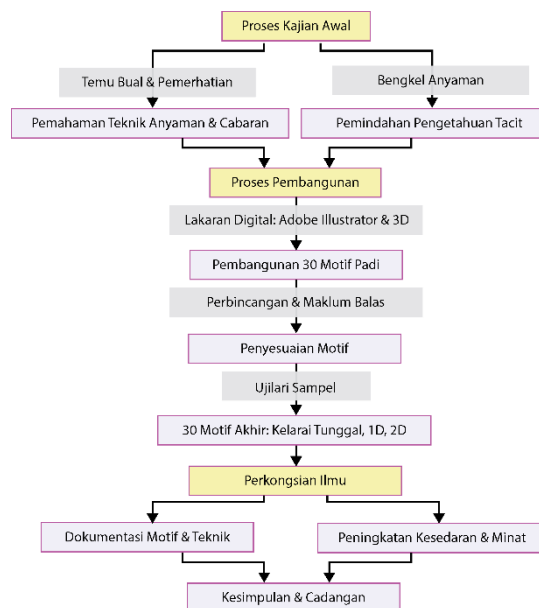 Proses Kajian Awal
Temu Bual & Pemerhatian
Bengkel Anyaman
Pemahaman Teknik Anyaman & Cabaran
Pemindahan Pengetahuan Tacit
Proses Pembangunan
Lakaran Digital: Adobe Illustrator & 3D
Pembangunan 30 Motif Padi
Perbincangan & Maklum Balas
Penyesuaian Motif
Ujilari Sampel
30 Motif Akhir: Kelarai Tunggal, 1D, 2D
Perkongsian Ilmu
Dokumentasi Motif & Teknik
Peningkatan Kesedaran & Minat
Kesimpulan & Cadangan